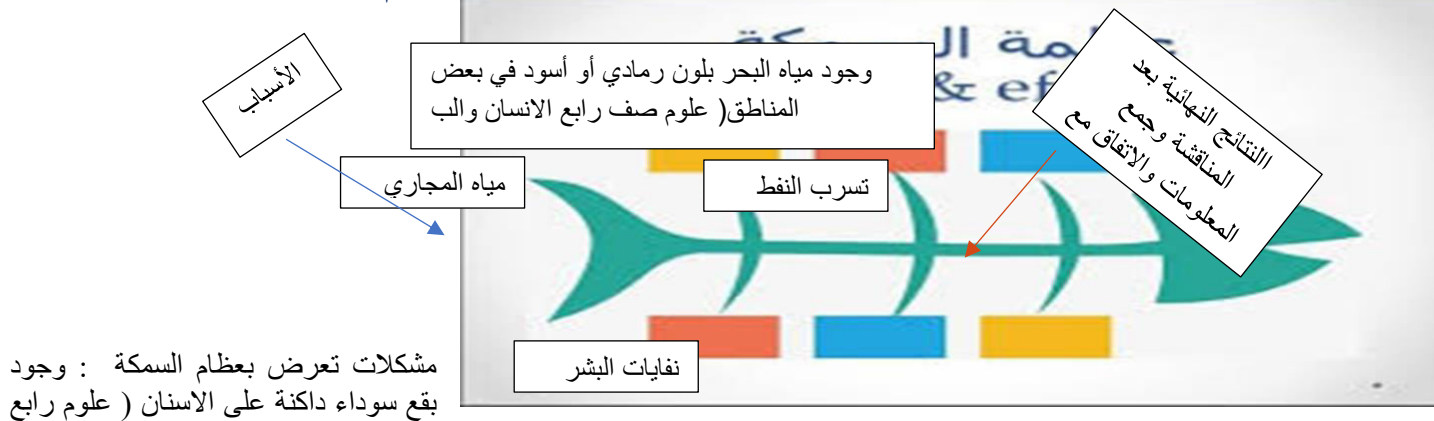 & ef
وجود مياه البحر بلون رمادي أو أسود في بعض
المناطق( علوم صف رابع الانسان والب
الأسباب
االنتائج النهائية بعد
المناقشة وجمع
المعلومات والاتفاق مع
مياه المجاري
تسرب النفط
نفايات البشر
مشكلات تعرض بعظام السمكة : وجود
بقع سوداء داكنة على الاسنان ( علوم رابع